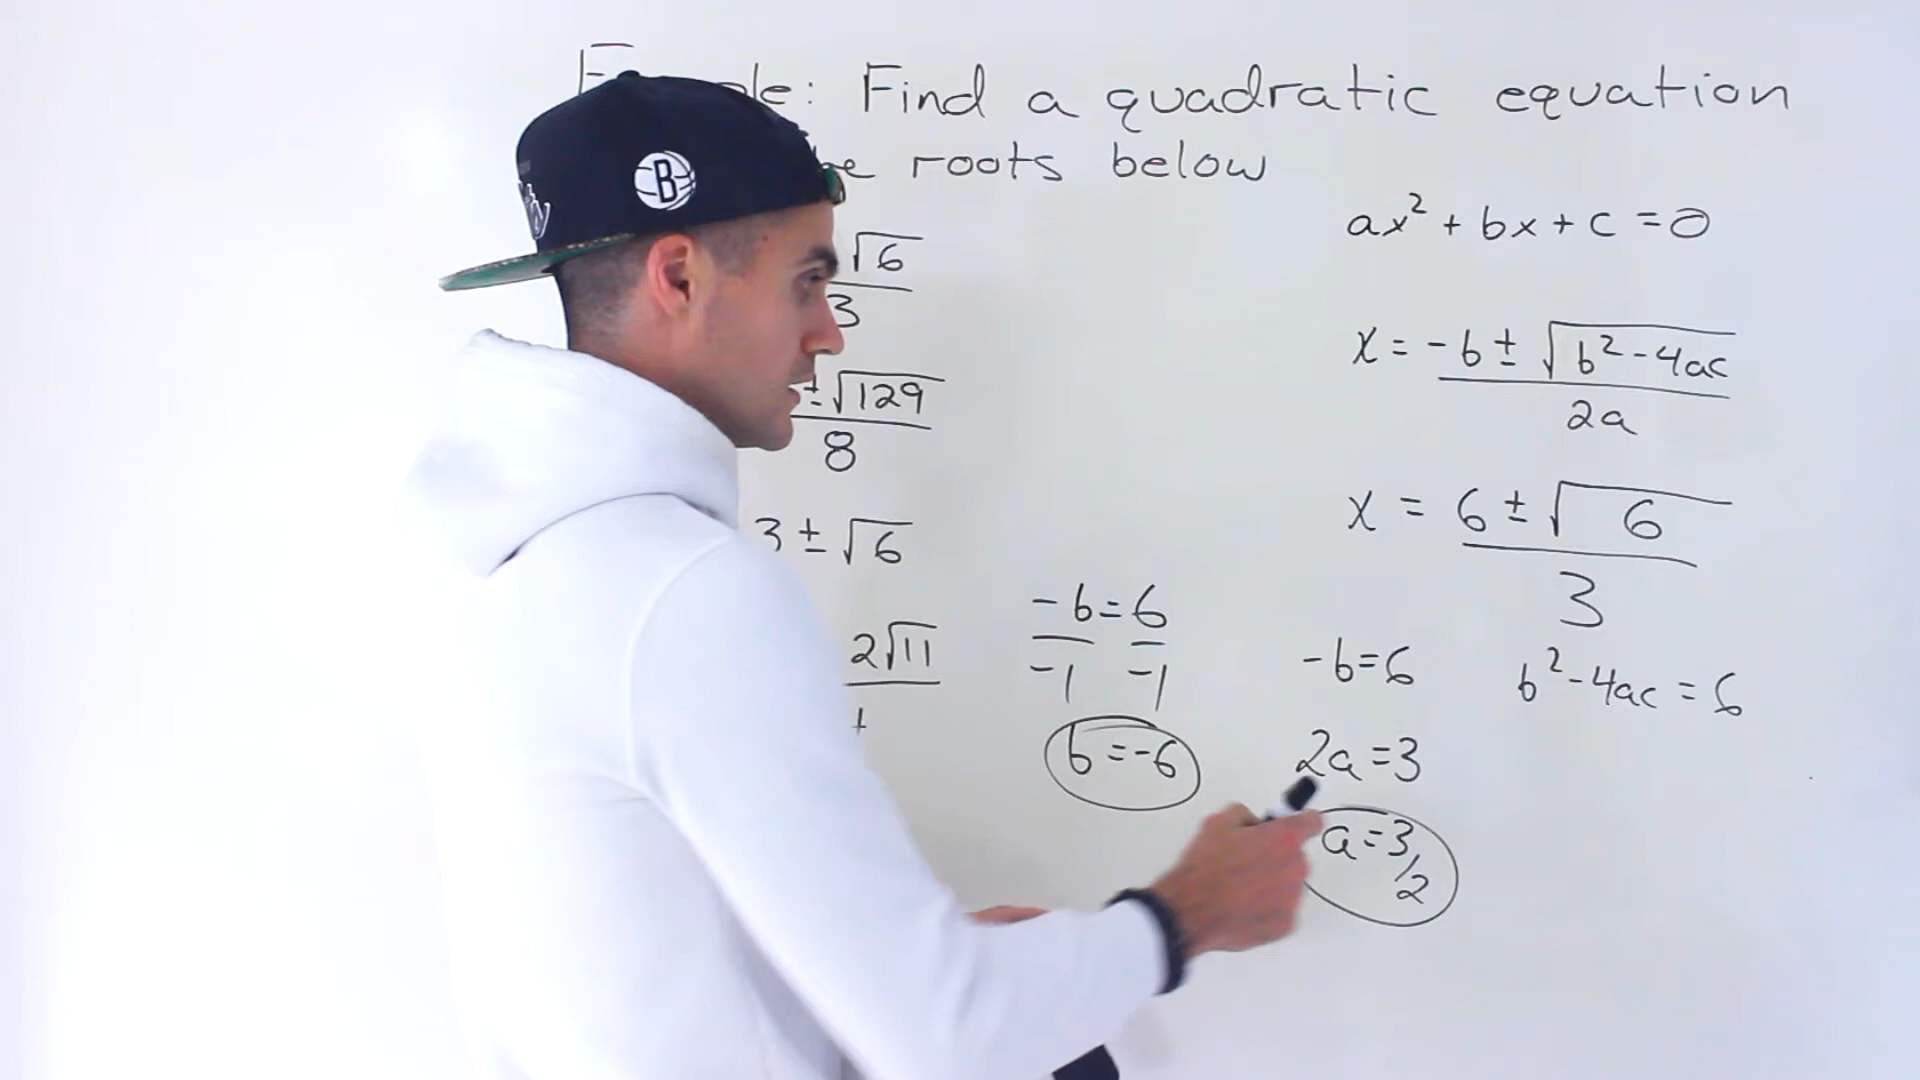 : Find a quadratic equation
roots below
ax² + bx + c = 0
√6
3
x = -b ± √b²-4ac
2a
± √129
8
x = 6 ± √6
3
3 ± √6
-b = 6
-1 -1
2√11
-b=6
b²-4ac = 6
b = -6
2a = 3
a = 3/2
B